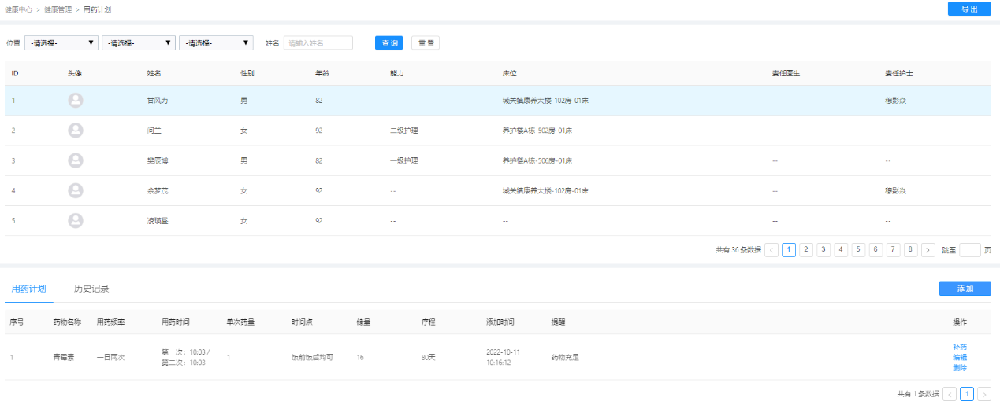 健康中心 > 健康管理 > 用药计划 导出
位置 -请选择- -请选择- -请选择- 姓名 请输入姓名 查询 重置
ID 头像 姓名 性别 年龄 能力 床位 责任医生 责任护士
1 甘风力 男 82 -- 城关镇康养大楼-102房-01床 -- 穆影焱
2 问兰 女 92 二级护理 养护楼A栋-502房-01床 -- --
3 樊辰博 男 82 一级护理 养护楼A栋-506房-01床 -- --
4 余梦茂 女 92 -- 城关镇康养大楼-102房-01床 -- 穆影焱
5 凌瑛曼 女 92 -- -- -- --
共有 36 条数据 < 1 2 3 4 5 6 7 8 > 跳至 页
用药计划 历史记录 添加
序号 药物名称 用药频率 用药时间 单次药量 时间点 储量 疗程 添加时间 提醒 操作
1 青霉素 一日两次 第一次：10:03 / 1 饭前饭后均可 16 80天 2022-10-11 药物充足 补药
第二次：10:03 10:16:12 编辑
删除
共有 1 条数据 < 1 >